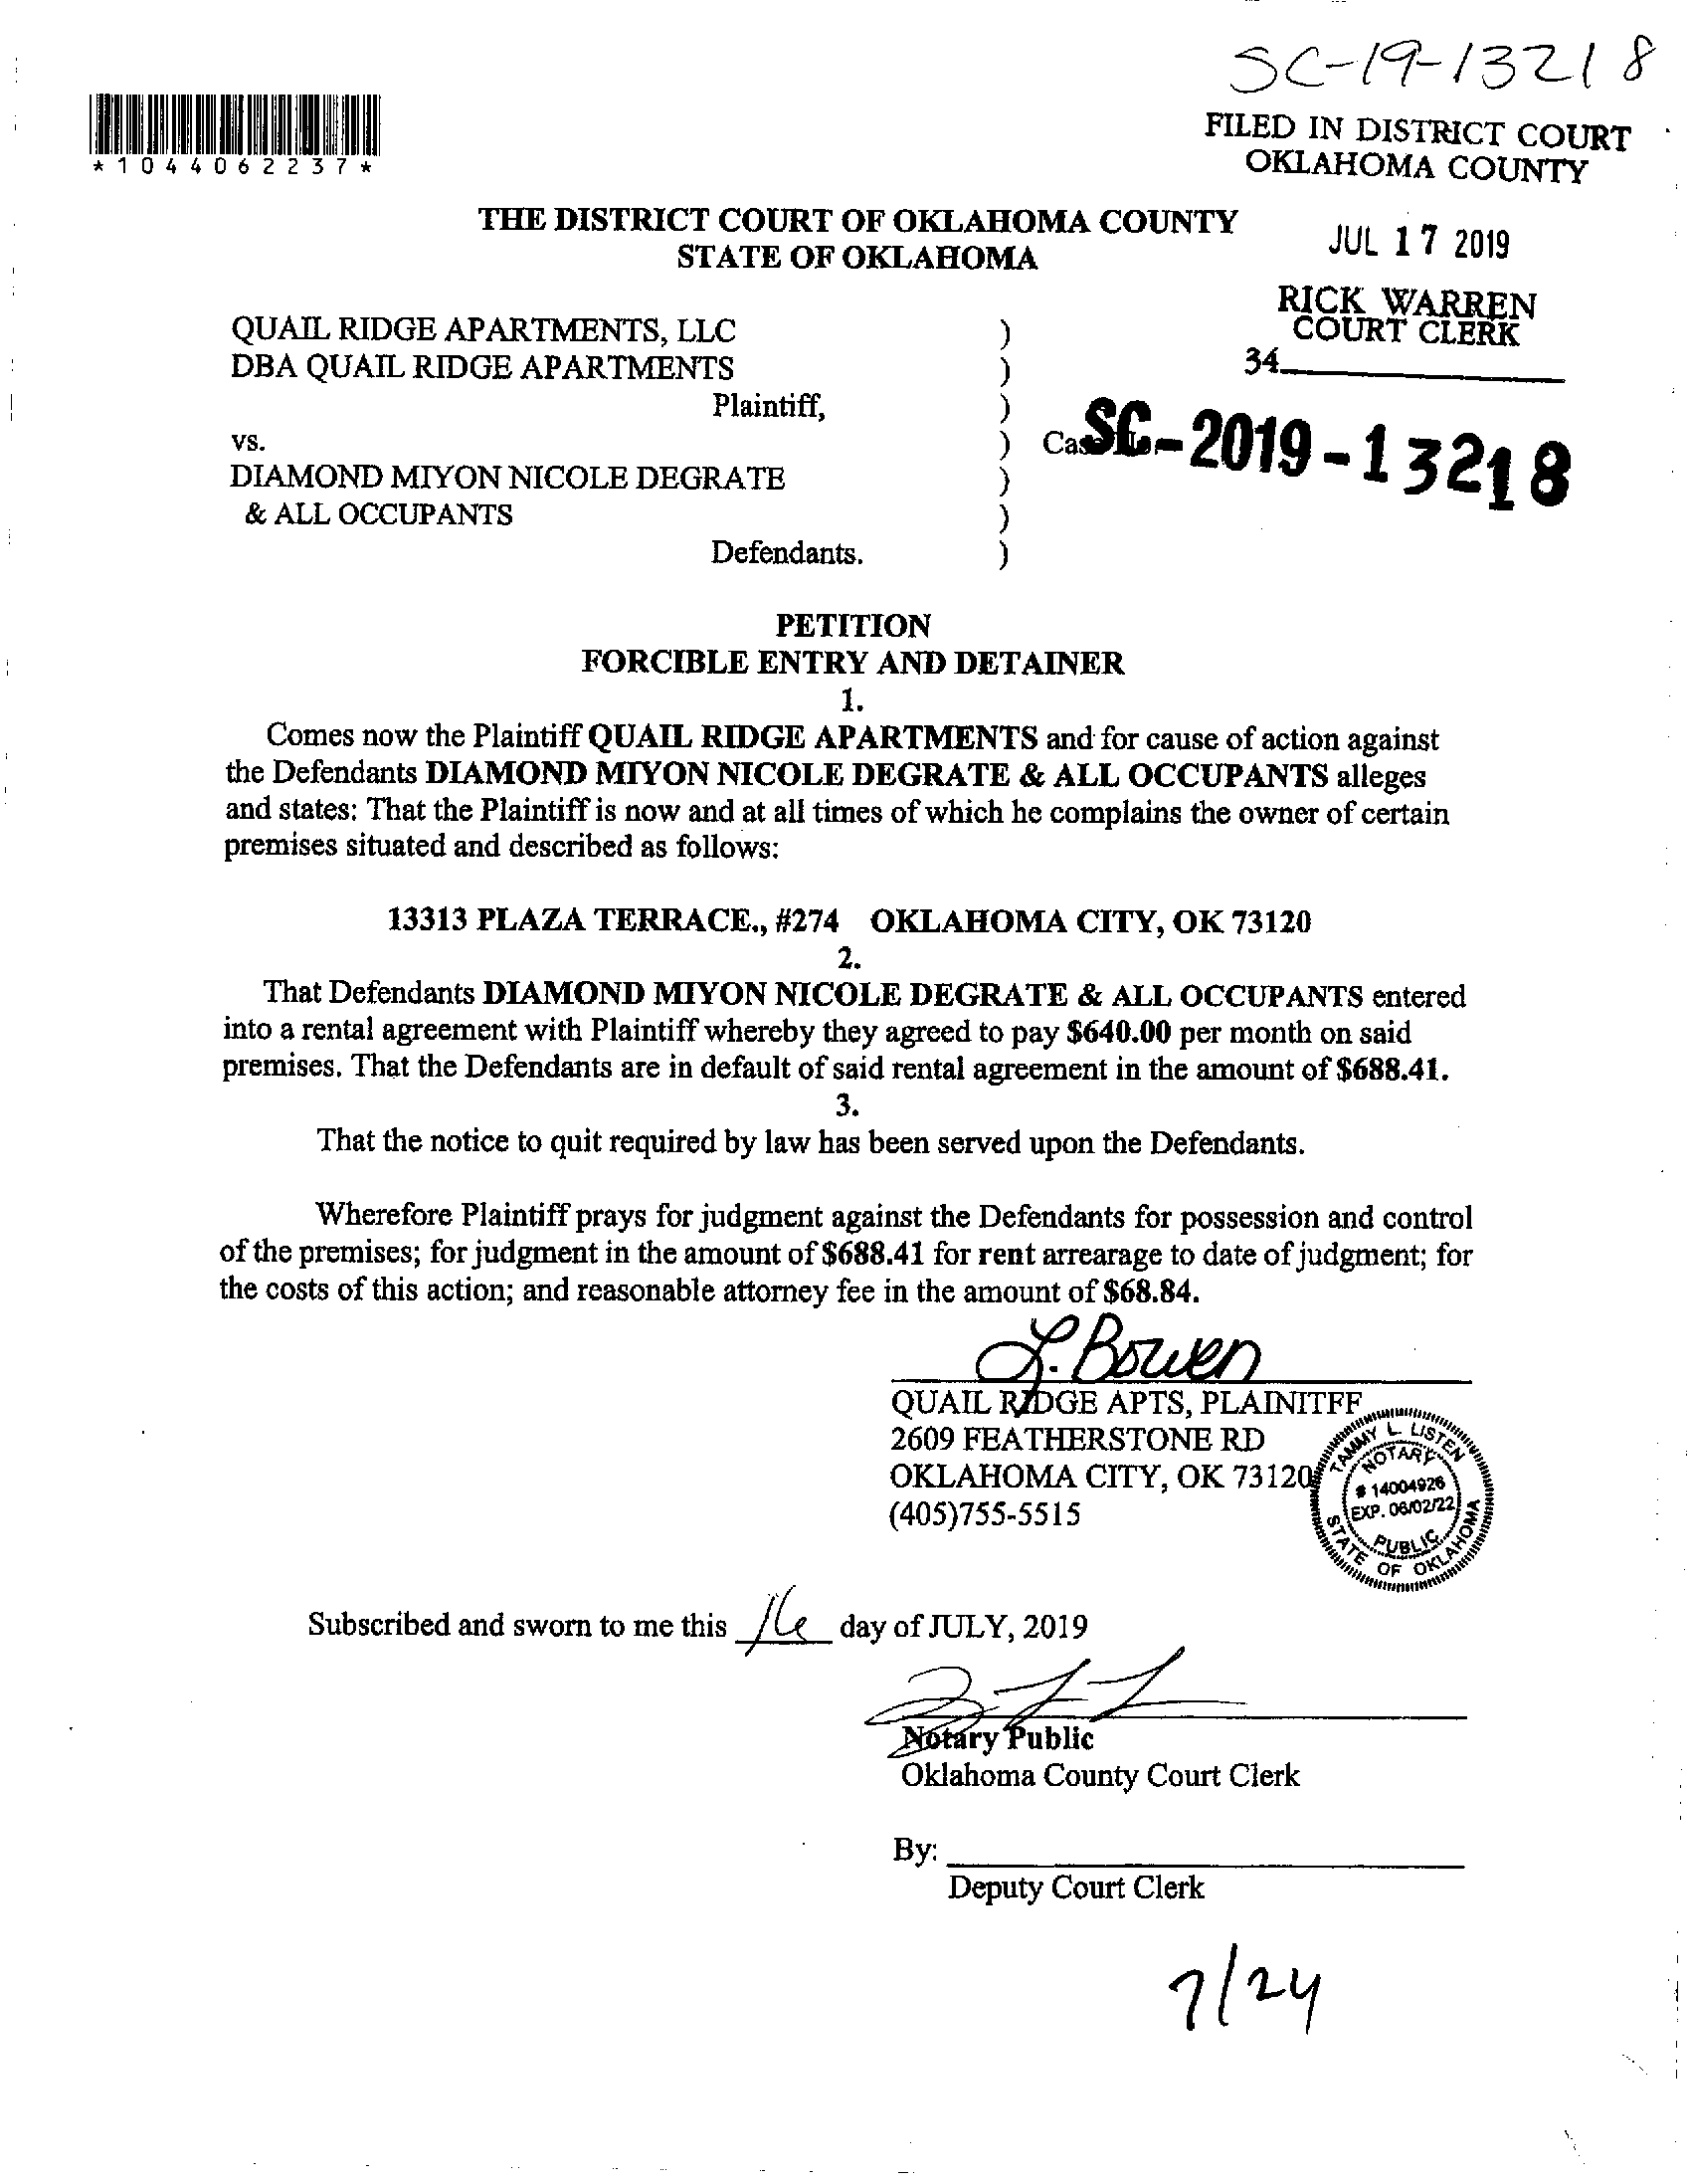 SC-19-13218
*1044062237*
FILED IN DISTRICT COURT
OKLAHOMA COUNTY
JUL 17 2019
RICK WARREN
COURT CLERK
34
THE DISTRICT COURT OF OKLAHOMA COUNTY
STATE OF OKLAHOMA
QUAIL RIDGE APARTMENTS, LLC )
DBA QUAIL RIDGE APARTMENTS )
Plaintiff, )
vs. ) SC-2019-13218
DIAMOND MIYON NICOLE DEGRATE )
& ALL OCCUPANTS )
Defendants. )
PETITION
FORCIBLE ENTRY AND DETAINER
1.
Comes now the Plaintiff QUAIL RIDGE APARTMENTS and for cause of action against
the Defendants DIAMOND MIYON NICOLE DEGRATE & ALL OCCUPANTS alleges
and states: That the Plaintiff is now and at all times of which he complains the owner of certain
premises situated and described as follows:
13313 PLAZA TERRACE., #274 OKLAHOMA CITY, OK 73120
2.
That Defendants DIAMOND MIYON NICOLE DEGRATE & ALL OCCUPANTS entered
into a rental agreement with Plaintiff whereby they agreed to pay $640.00 per month on said
premises. That the Defendants are in default of said rental agreement in the amount of $688.41.
3.
That the notice to quit required by law has been served upon the Defendants.
Wherefore Plaintiff prays for judgment against the Defendants for possession and control
of the premises; for judgment in the amount of $688.41 for rent arrearage to date of judgment; for
the costs of this action; and reasonable attorney fee in the amount of $68.84.
L. Bowen
QUAIL RIDGE APTS, PLAINITFF
2609 FEATHERSTONE RD
OKLAHOMA CITY, OK 73120
(405)755-5515
TAMMY L. LISTEN
NOTARY
# 14004926
EXP. 06/02/22
PUBLIC
STATE OF OKLAHOMA
Subscribed and sworn to me this 16 day of JULY, 2019
Notary Public
Oklahoma County Court Clerk
By:
Deputy Court Clerk
7/24